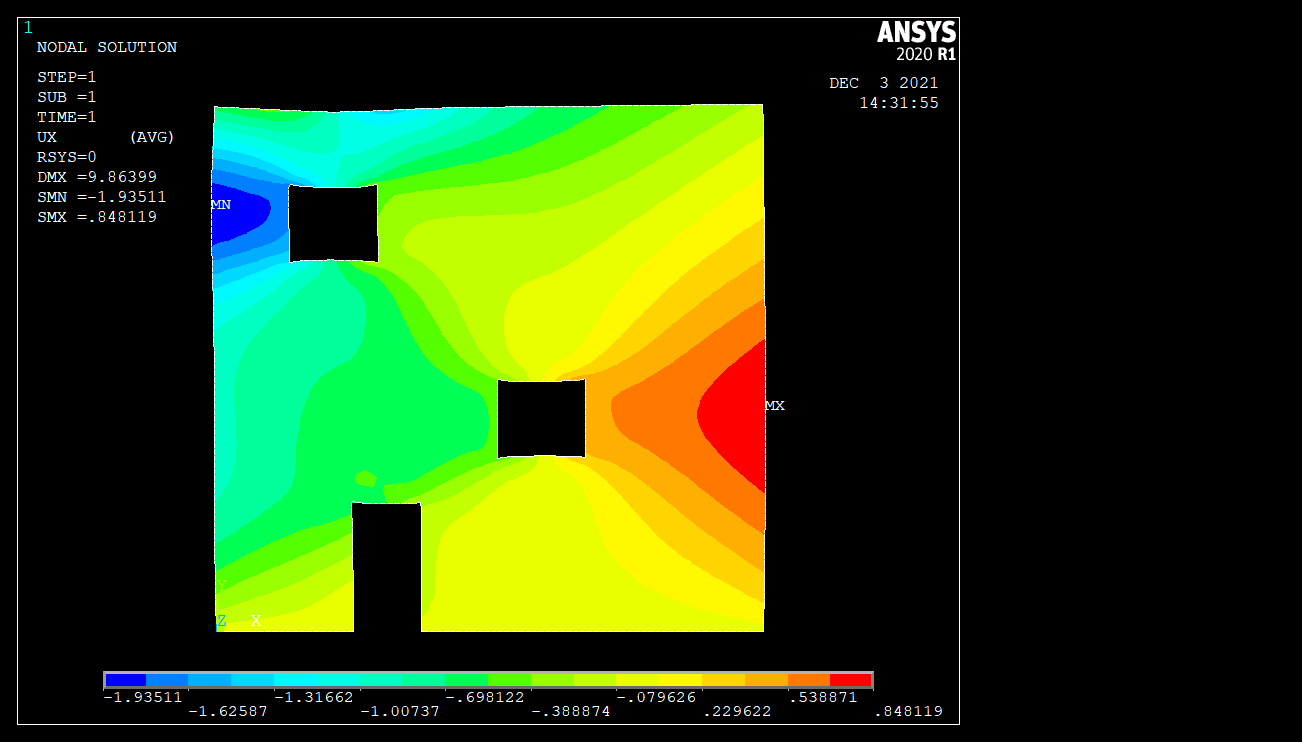 1
ANSYS
2020 R1
NODAL SOLUTION
DEC  3 2021
14:31:55
STEP=1
SUB =1
TIME=1
UX       (AVG)
RSYS=0
DMX =9.86399
SMN =-1.93511
SMX =.848119
MN
MX
Y
Z  X
-1.93511 -1.31662 -.698122 -.079626 .538871
-1.62587 -1.00737 -.388874 .229622 .848119